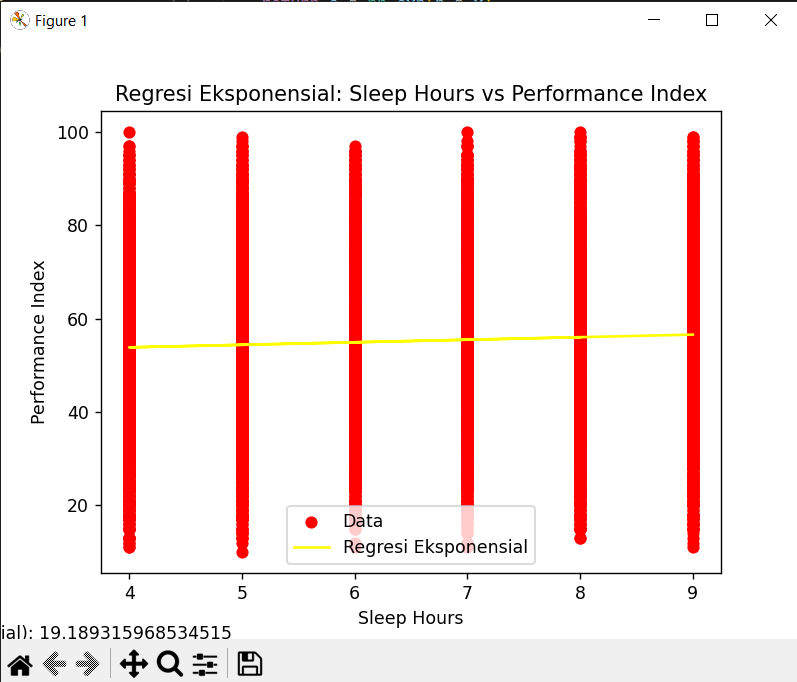 Figure 1
Regresi Eksponensial: Sleep Hours vs Performance Index
100
80
60
40
20
Performance Index
Data
Regresi Eksponensial
4 5 6 7 8 9
Sleep Hours
ial): 19.189315968534515